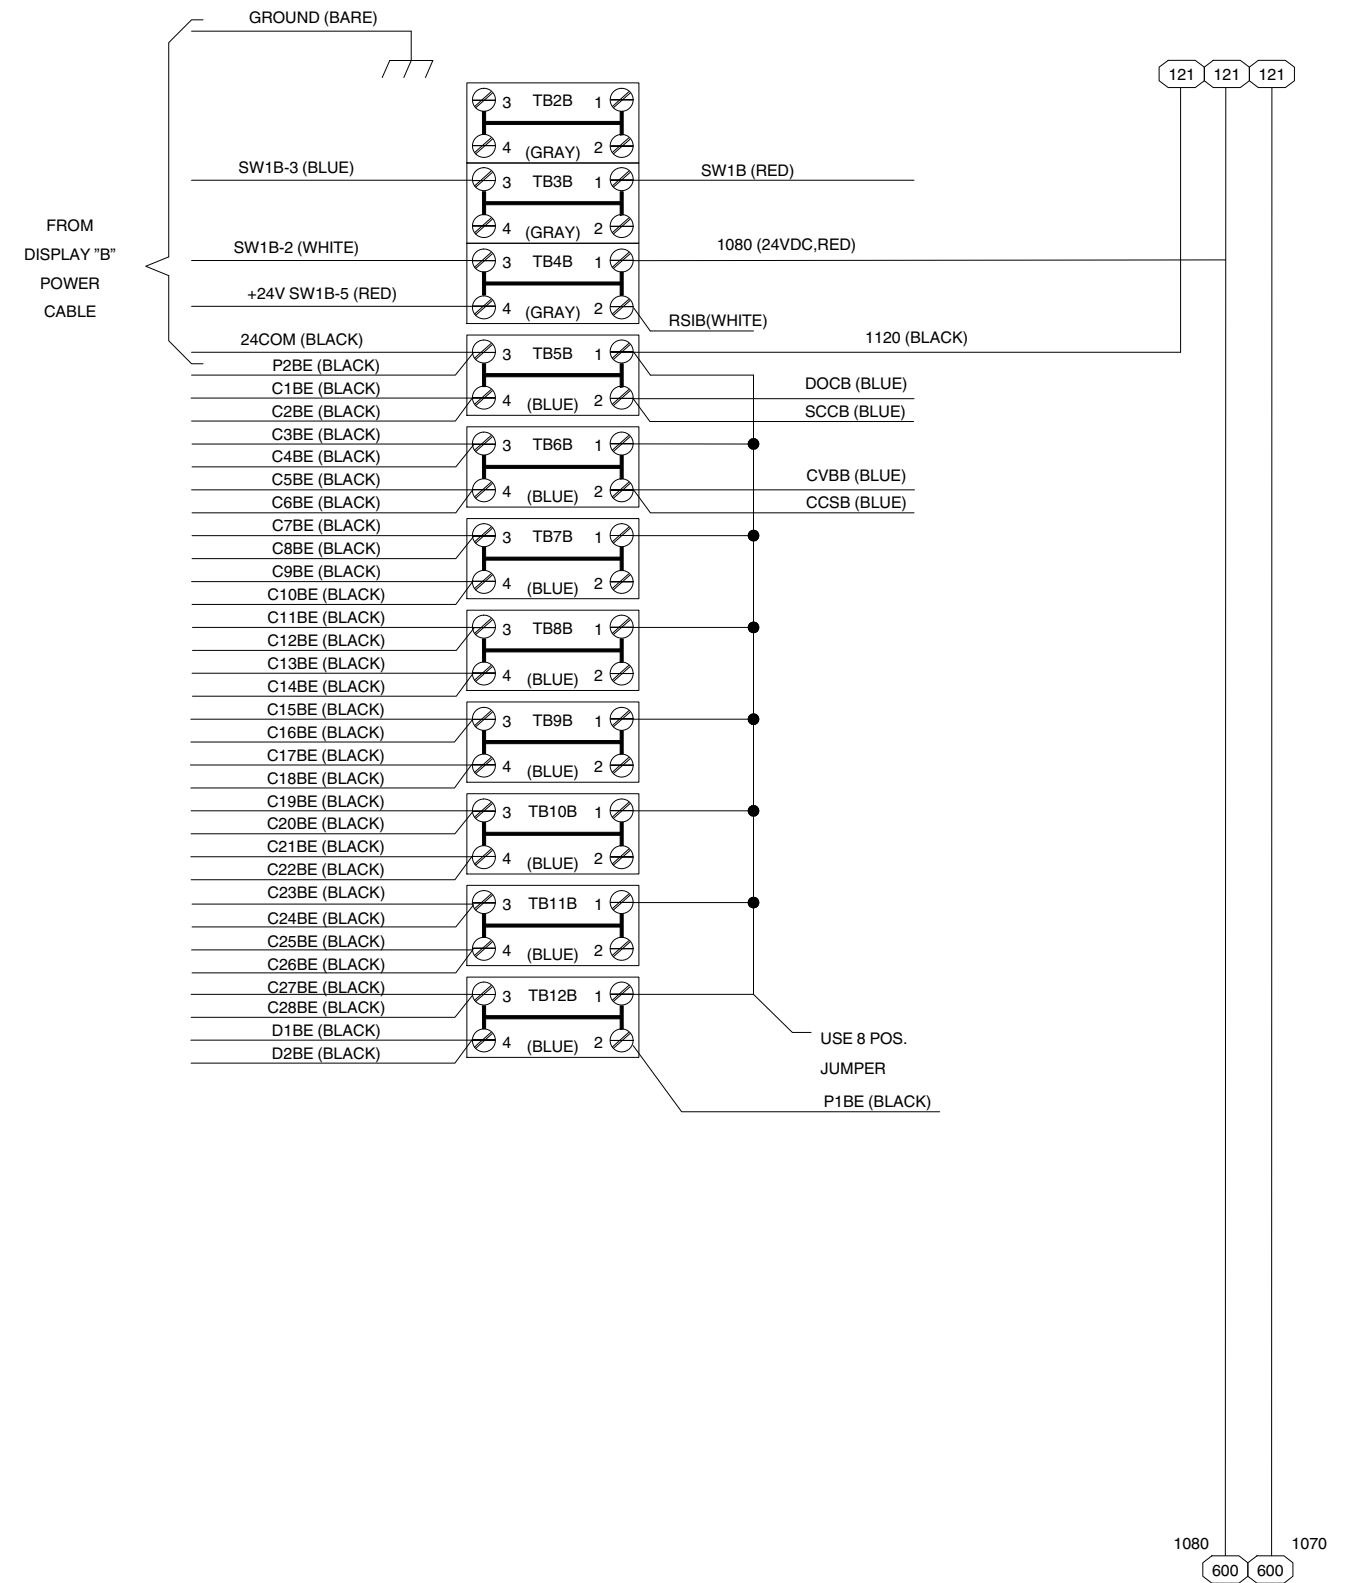 GROUND (BARE)
121 121 121
3 TB2B 1
4 (GRAY) 2
SW1B-3 (BLUE)
3 TB3B 1
SW1B (RED)
4 (GRAY) 2
FROM
DISPLAY ”B”
POWER
CABLE
SW1B-2 (WHITE)
3 TB4B 1
1080 (24VDC,RED)
+24V SW1B-5 (RED)
4 (GRAY) 2
RSIB(WHITE)
24COM (BLACK)
3 TB5B 1
1120 (BLACK)
P2BE (BLACK)
C1BE (BLACK)
4 (BLUE) 2
DOCB (BLUE)
C2BE (BLACK)
SCCB (BLUE)
C3BE (BLACK)
3 TB6B 1
C4BE (BLACK)
C5BE (BLACK)
4 (BLUE) 2
CVBB (BLUE)
C6BE (BLACK)
CCSB (BLUE)
C7BE (BLACK)
3 TB7B 1
C8BE (BLACK)
C9BE (BLACK)
4 (BLUE) 2
C10BE (BLACK)
C11BE (BLACK)
3 TB8B 1
C12BE (BLACK)
C13BE (BLACK)
4 (BLUE) 2
C14BE (BLACK)
C15BE (BLACK)
3 TB9B 1
C16BE (BLACK)
C17BE (BLACK)
4 (BLUE) 2
C18BE (BLACK)
C19BE (BLACK)
3 TB10B 1
C20BE (BLACK)
C21BE (BLACK)
4 (BLUE) 2
C22BE (BLACK)
C23BE (BLACK)
3 TB11B 1
C24BE (BLACK)
C25BE (BLACK)
4 (BLUE) 2
C26BE (BLACK)
C27BE (BLACK)
3 TB12B 1
C28BE (BLACK)
D1BE (BLACK)
4 (BLUE) 2
D2BE (BLACK)
USE 8 POS.
JUMPER
P1BE (BLACK)
1080 1070
600 600